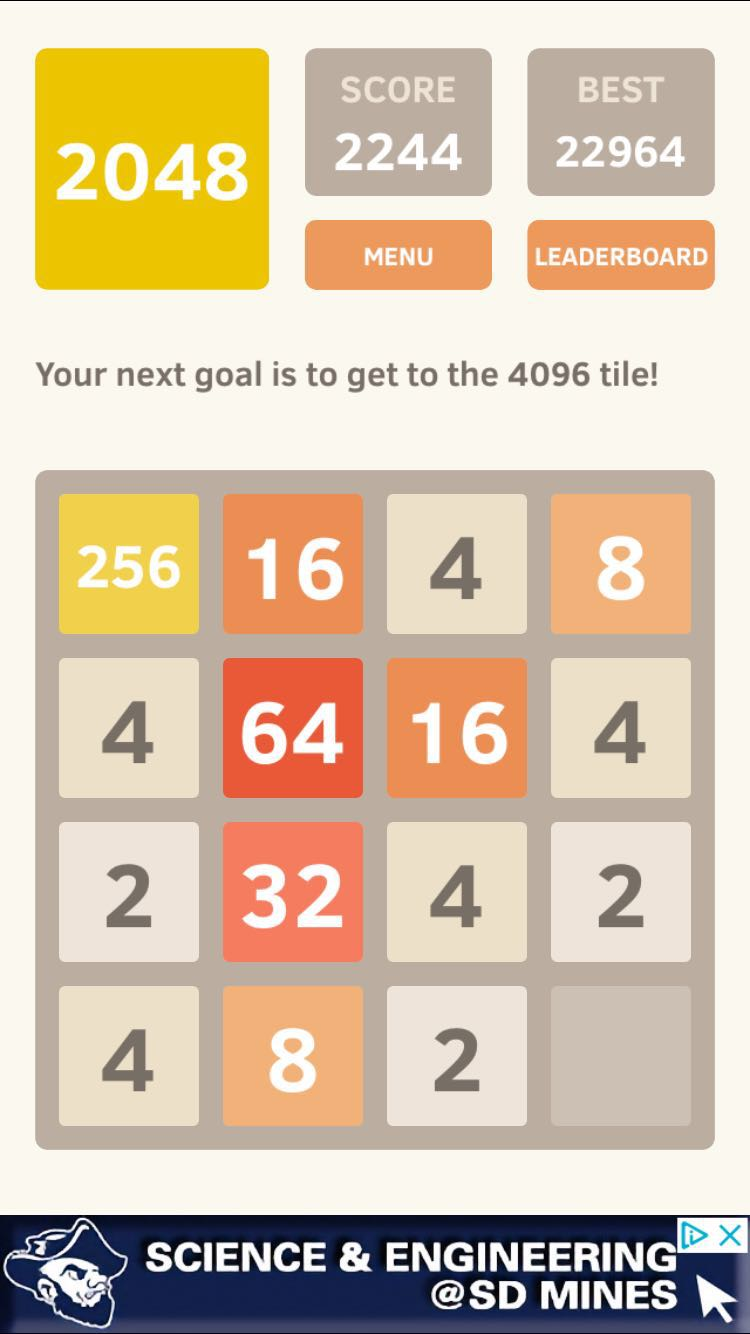 2048
SCORE
2244
BEST
22964
MENU
LEADERBOARD
Your next goal is to get to the 4096 tile!
256 16 4 8
4 64 16 4
2 32 4 2
4 8 2
SCIENCE & ENGINEERING
@SD MINES